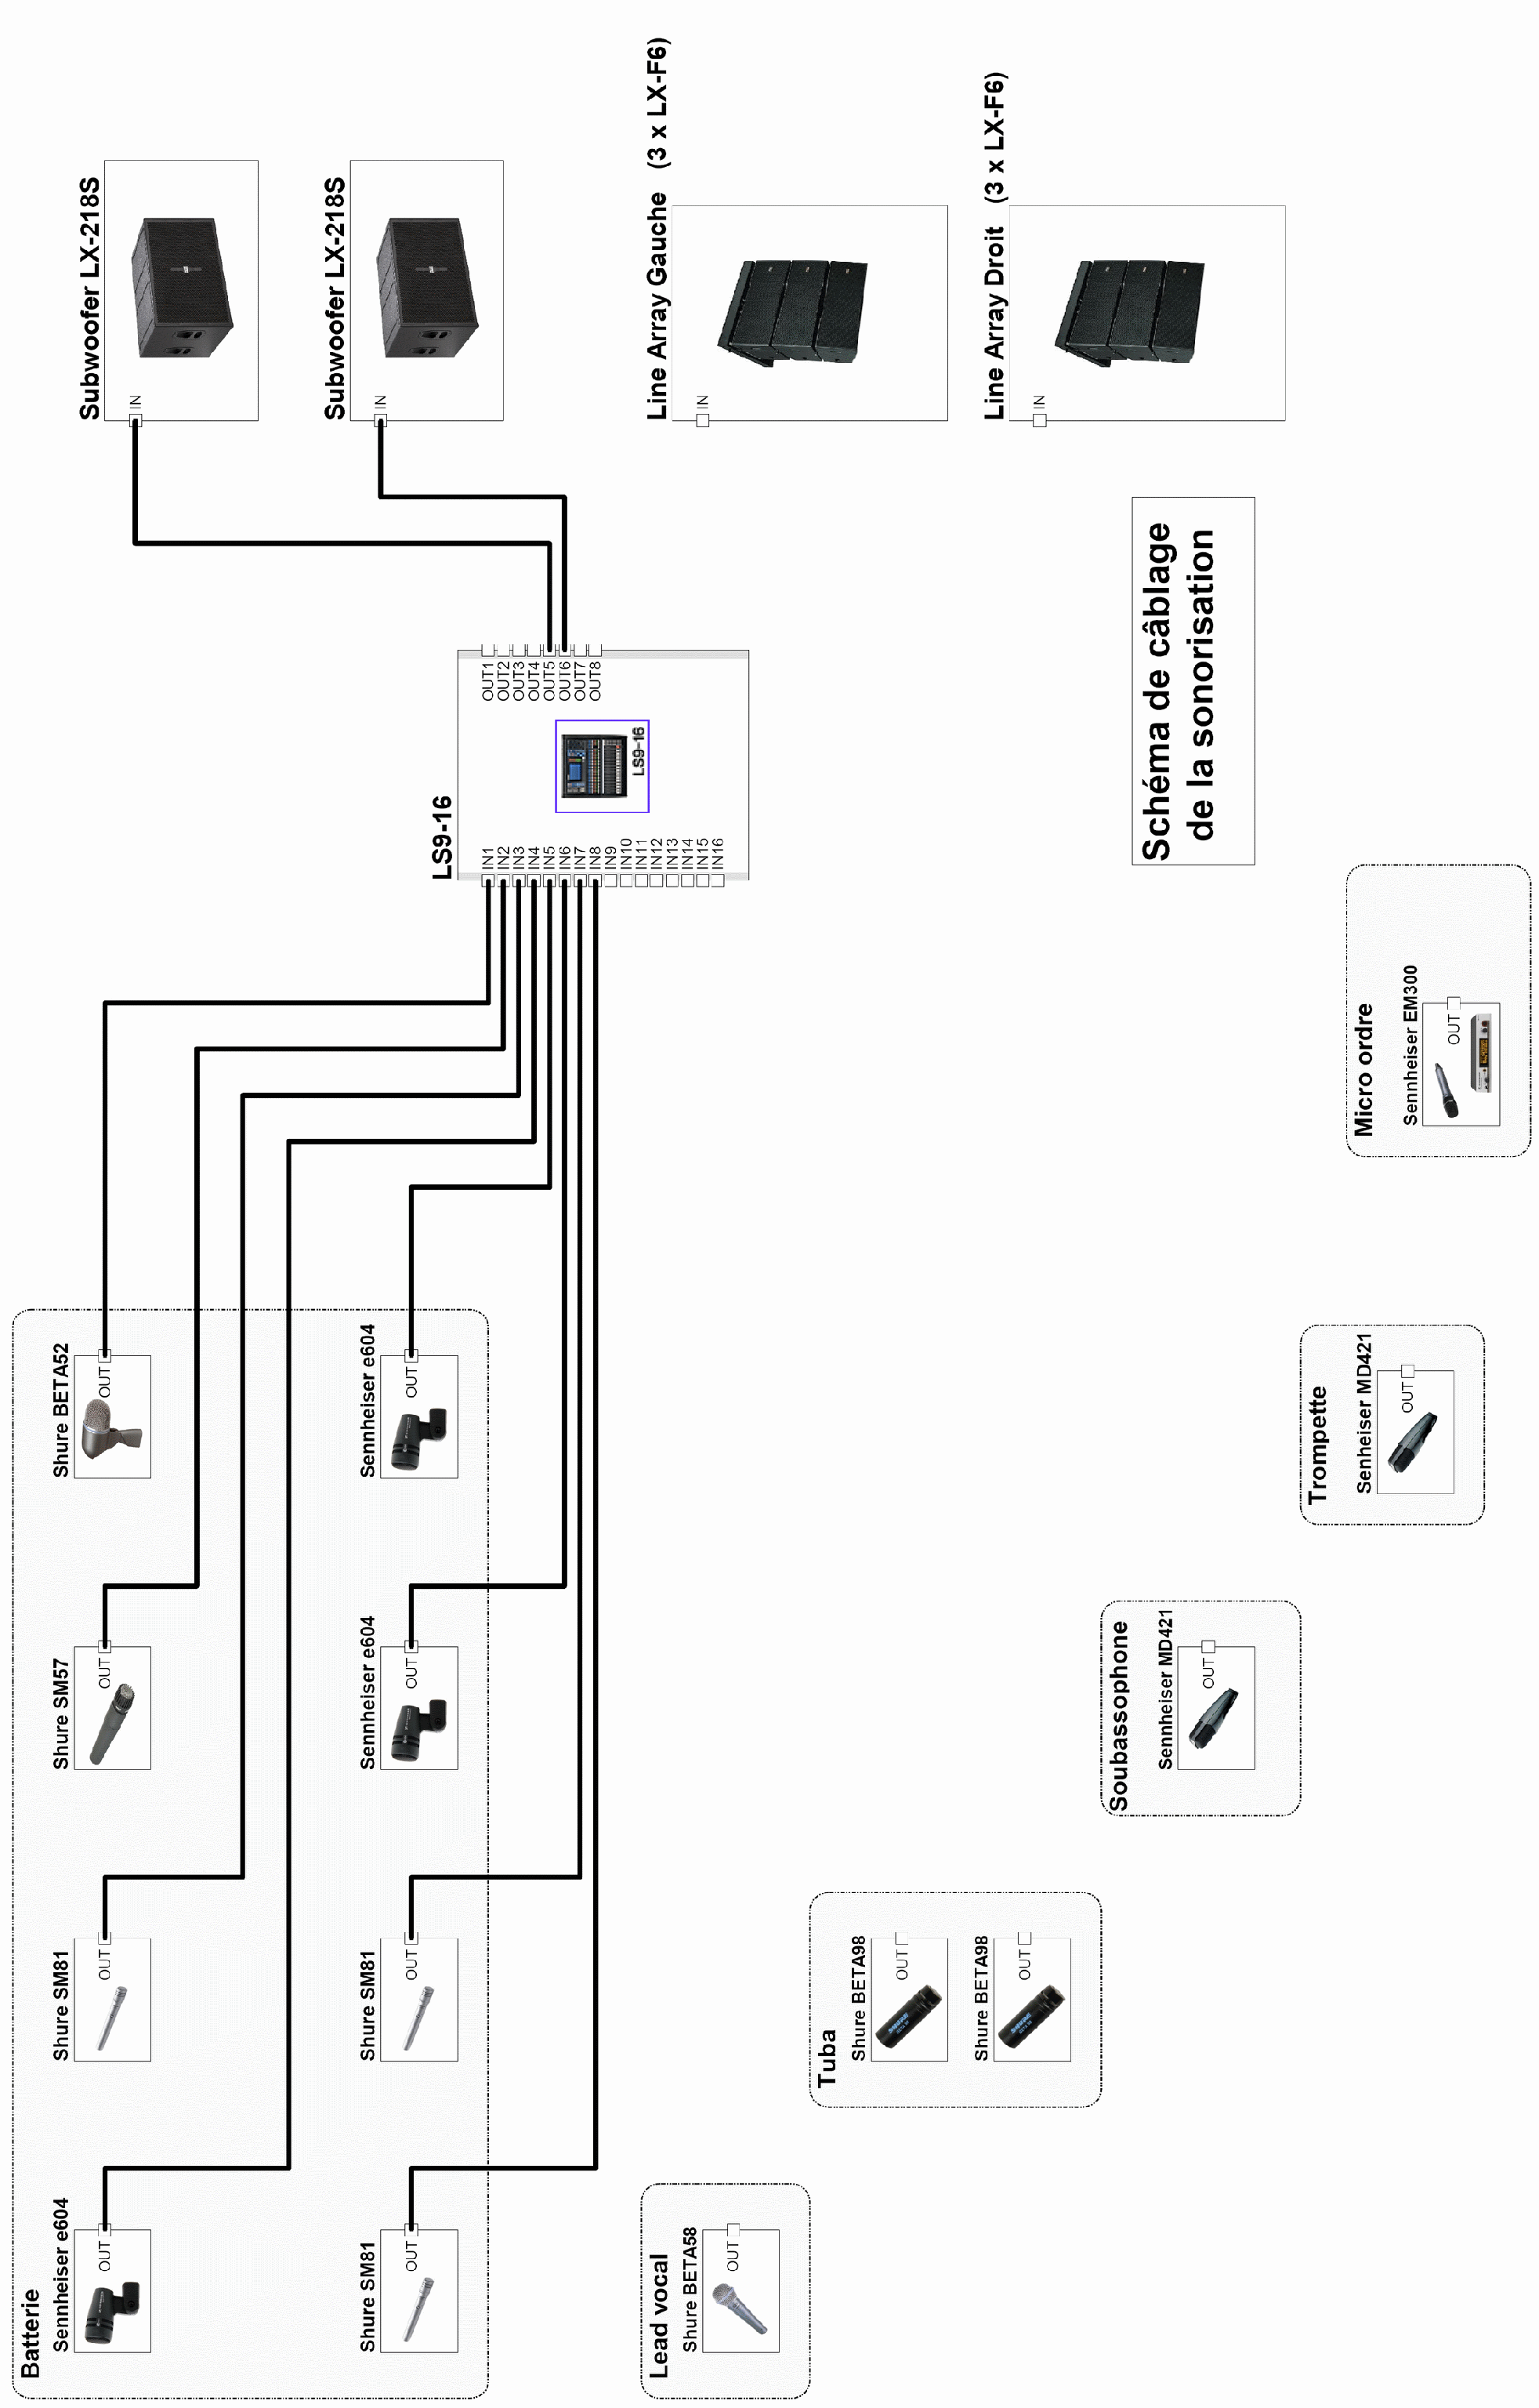 Batterie
Sennheiser e604
OUT
Shure SM81
OUT
Shure SM57
OUT
Shure BETA52
OUT
Shure SM81
OUT
Shure SM81
OUT
Sennheiser e604
OUT
Sennheiser e604
OUT
LS9-16
IN1
IN2
IN3
IN4
IN5
IN6
IN7
IN8
IN9
IN10
IN11
IN12
IN13
IN14
IN15
IN16
LS9-16
OUT1
OUT2
OUT3
OUT4
OUT5
OUT6
OUT7
OUT8
Subwoofer LX-218S
IN
Subwoofer LX-218S
IN
Line Array Gauche (3 x LX-F6)
IN
Line Array Droit (3 x LX-F6)
IN
Lead vocal
Shure BETA58
OUT
Tuba
Shure BETA98
OUT
Shure BETA98
OUT
Soubassophone
Sennheiser MD421
OUT
Trompette
Senheiser MD421
OUT
Micro ordre
Sennheiser EM300
OUT
Schéma de câblage
de la sonorisation